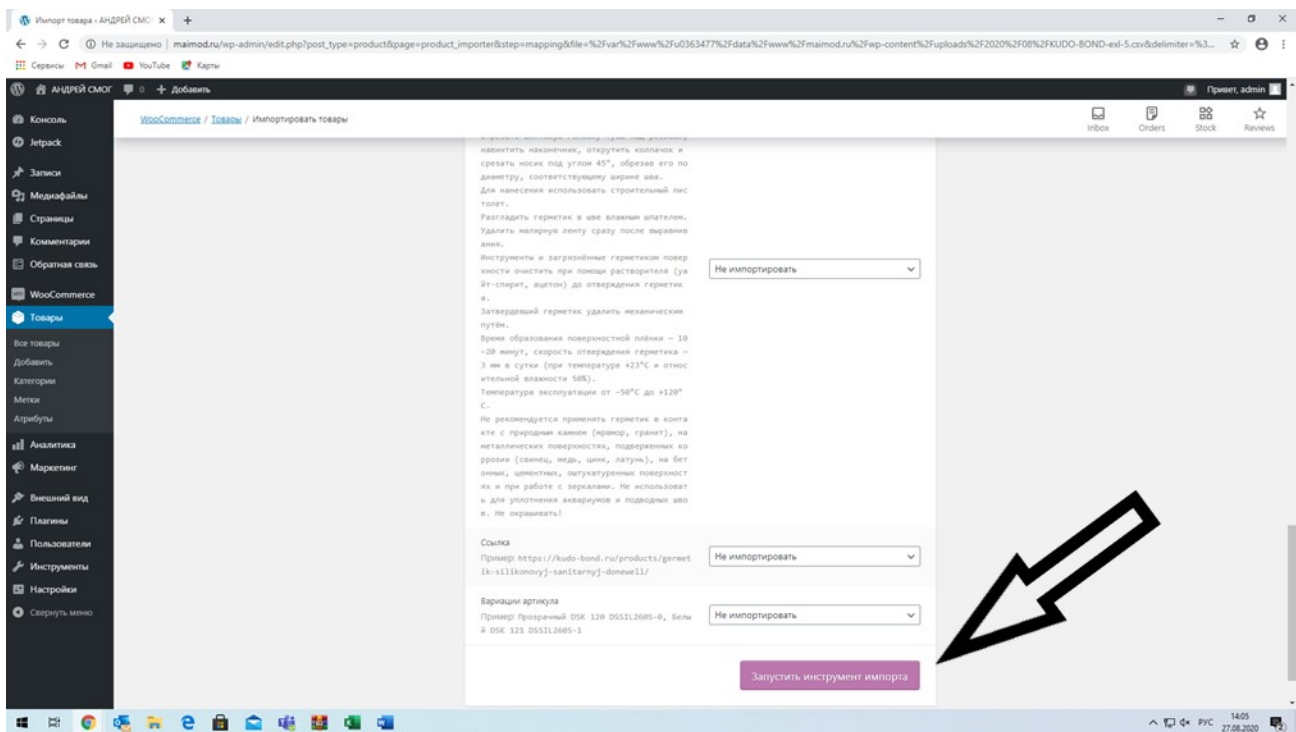 Импорт товара ‹ АНДРЕЙ СМО
Не защищено
maimod.ru/wp-admin/edit.php?post_type=product&page=product_importer&step=mapping&file=%2Fvar%2Fwww%2Fu0363477%2Fdata%2Fwww%2Fmaimod.ru%2Fwp-content%2Fuploads%2F2020%2F08%2FKUDO-BOND-exl-5.csv&delimiter=%3...
Сервисы
Gmail
YouTube
Карты
АНДРЕЙ СМОГ
0
Добавить
Привет, admin
Консоль
Jetpack
Записи
Медиафайлы
Страницы
Комментарии
Обратная связь
WooCommerce
Товары
Все товары
Добавить
Категории
Метки
Атрибуты
Аналитика
Маркетинг
Внешний вид
Плагины
Пользователи
Инструменты
Настройки
Свернуть меню
WooCommerce / Товары / Импортировать товары
Inbox
Orders
Stock
Reviews
навинтить наконечник, открутить колпачок и
срезать носик под углом 45°, обрезав его по
диаметру, соответствующему ширине шва.
Для нанесения использовать строительный пис
толет.
Разгладить герметик в шве влажным шпателем.
Удалить малярную ленту сразу после выравнив
ания.
Инструменты и загрязнённые герметиком повер
хности очистить при помощи растворителя (уа
йт-спирит, ацетон) до отверждения герметик
а.
Затвердевший герметик удалить механическим
путём.
Время образования поверхностной плёнки – 10
-20 минут, скорость отверждения герметика –
3 мм в сутки (при температуре +23°C и относ
ительной влажности 50%).
Температура эксплуатации от -50°C до +120°
C.
Не рекомендуется применять герметик в конта
кте с природным камнем (мрамор, гранит), на
металлических поверхностях, подверженных ко
ррозии (свинец, медь, цинк, латунь), на бет
онных, цементных, оштукатуренных поверхност
ях и при работе с зеркалами. Не использоват
ь для уплотнения аквариумов и подводных шво
в. Не окрашивать!
Не импортировать
Ссылка
Пример: https://kudo-bond.ru/products/germet
ik-silikonovyj-sanitarnyj-donewell/
Не импортировать
Вариации артикула
Пример: Прозрачный DSK 120 DSSIL2605-0, Белы
й DSK 121 DSSIL2605-1
Не импортировать
Запустить инструмент импорта
РУС
14:05
27.08.2020